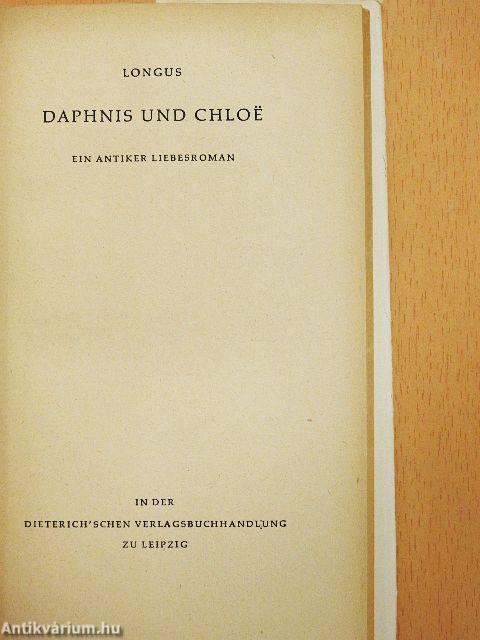 LONGUS
DAPHNIS UND CHLOË
EIN ANTIKER LIEBESROMAN
IN DER
DIETERICH'SCHEN VERLAGSBUCHHANDLUNG
ZU LEIPZIG
Antikvárium.hu